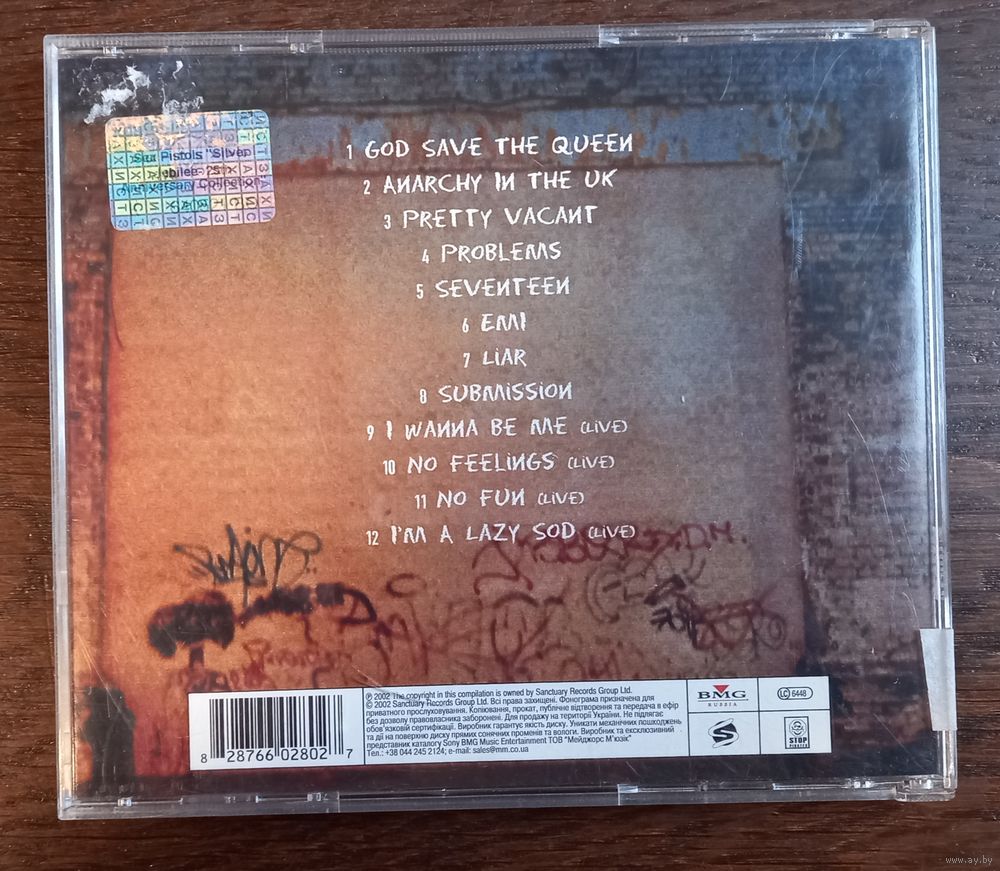 Sex Pistols "Silver
Jubilee- 25th
Anniversary Collection"
1 GOD SAVE THE QUEEN
2 ANARCHY IN THE UK
3 PRETTY VACANT
4 PROBLEMS
5 SEVENTEEN
6 EMI
7 LIAR
8 SUBMISSION
9 I WANNA BE ME (LIVE)
10 NO FEELINGS (LIVE)
11 NO FUN (LIVE)
12 I'M A LAZY SOD (LIVE)
℗ 2002 The copyright in this compilation is owned by Sanctuary Records Group Ltd.
© 2002 Sanctuary Records Group Ltd. Всі права захищені. Фонограма призначена для
приватного прослуховування. Копіювання, прокат, публічне відтворення та передача в ефір
без дозволу правовласника заборонені. Для продажу на території України. Не підлягає
обов'язковій сертифікації. Виробник гарантує якість диску. Уникати механічних пошкоджень
та дії на поверхню диску прямих сонячних променів та вологи. Виробник та ексклюзивний
представник каталогу Sony BMG Music Entertainment ТОВ "Мейджорс М'юзік"
Тел.: +38 044 245 2124; e-mail: sales@mm.co.ua
8 28766 02802 7
BMG
RUSSIA
LC 6448
STOP
PIRATES
www.ay.by